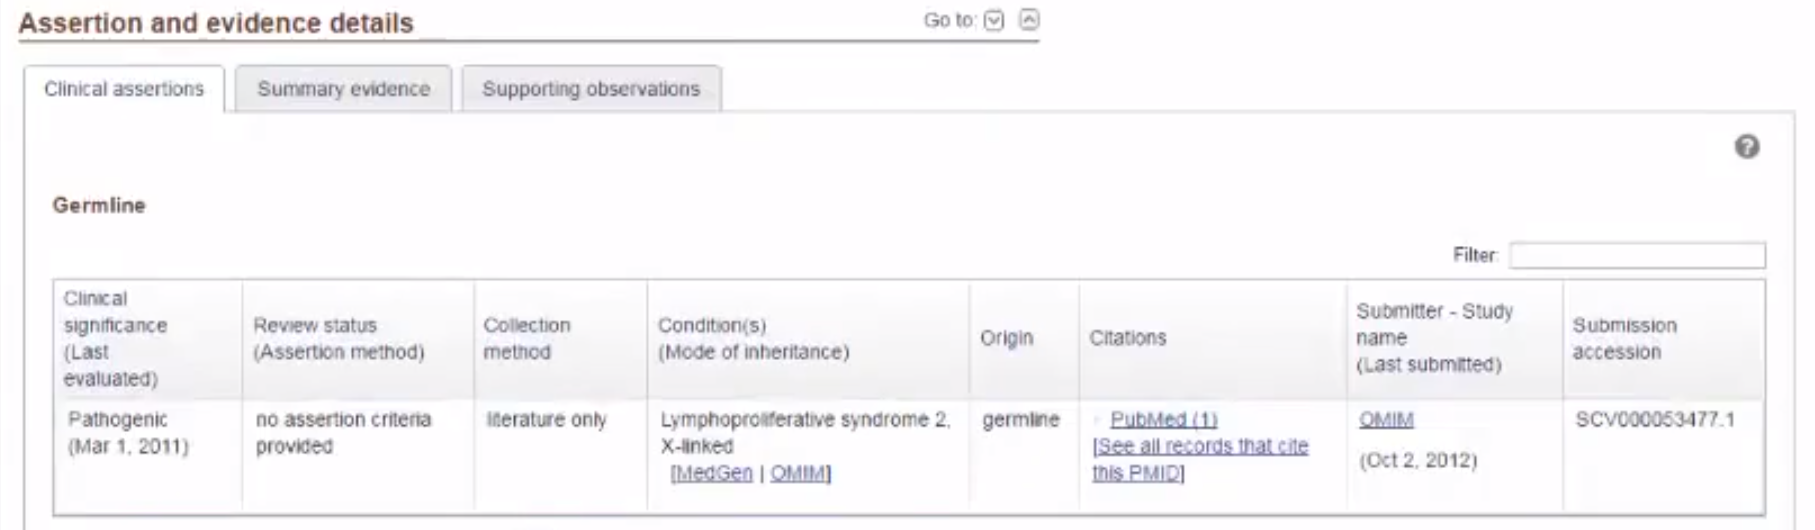 Assertion and evidence details
Go to:
Clinical assertions
Summary evidence
Supporting observations
?
Germline
Filter:
Clinical
significance
(Last
evaluated)
Review status
(Assertion method)
Collection
method
Condition(s)
(Mode of inheritance)
Origin
Citations
Submitter - Study
name
(Last submitted)
Submission
accession
Pathogenic
(Mar 1, 2011)
no assertion criteria
provided
literature only
Lymphoproliferative syndrome 2,
X-linked
[MedGen | OMIM]
germline
PubMed (1)
[See all records that cite
this PMID]
OMIM
(Oct 2, 2012)
SCV000053477.1